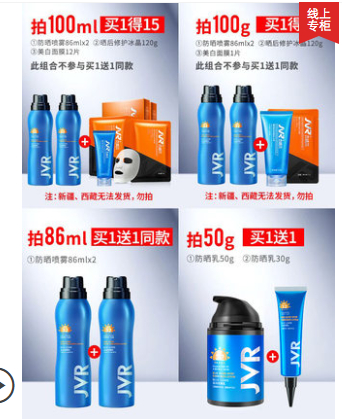 拍100ml 买1得15
①防晒喷雾86mlx2 ②晒后修护冰晶120g
③美白面膜12片
此组合不参与买1送1同款
JVR
JVR
注:新疆、西藏无法发货,勿拍
线上
专柜
拍100g 买1得
①防晒喷雾86mlx2 ②晒后修护冰晶120g
③美白面膜1片
此组合不参与买1送1同款
JVR
JVR
注:新疆、西藏无法发货,勿拍
拍86ml 买1送1同款
①防晒喷雾86mlx2
JVR
JVR
拍50g 买1送1
①防晒乳50g ②防晒乳30g
JVR
JVR